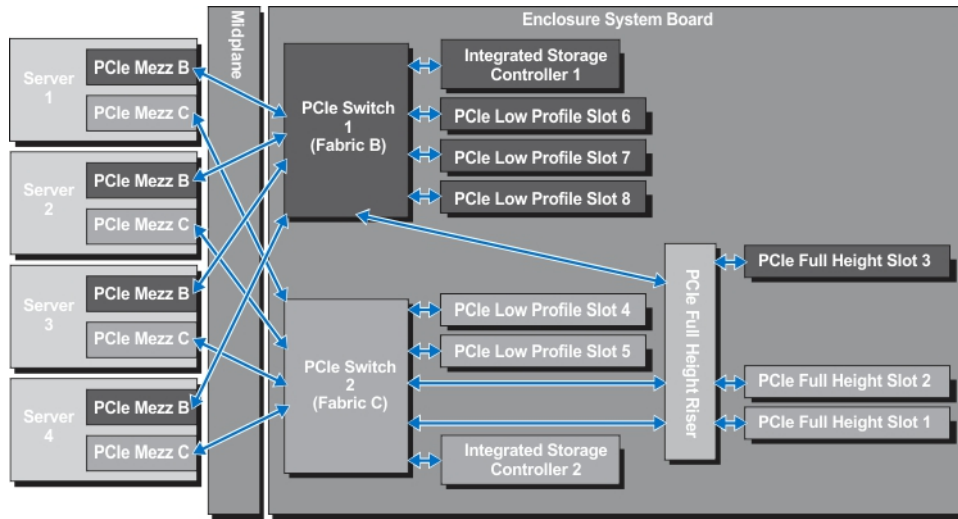 Midplane
Enclosure System Board
Server
1
PCIe Mezz B
PCIe Mezz C
Server
2
PCIe Mezz B
PCIe Mezz C
Server
3
PCIe Mezz B
PCIe Mezz C
Server
4
PCIe Mezz B
PCIe Mezz C
PCIe Switch
1
(Fabric B)
Integrated Storage
Controller 1
PCIe Low Profile Slot 6
PCIe Low Profile Slot 7
PCIe Low Profile Slot 8
PCIe Switch
2
(Fabric C)
PCIe Low Profile Slot 4
PCIe Low Profile Slot 5
Integrated Storage
Controller 2
PCIe Full Height Riser
PCIe Full Height Slot 3
PCIe Full Height Slot 2
PCIe Full Height Slot 1